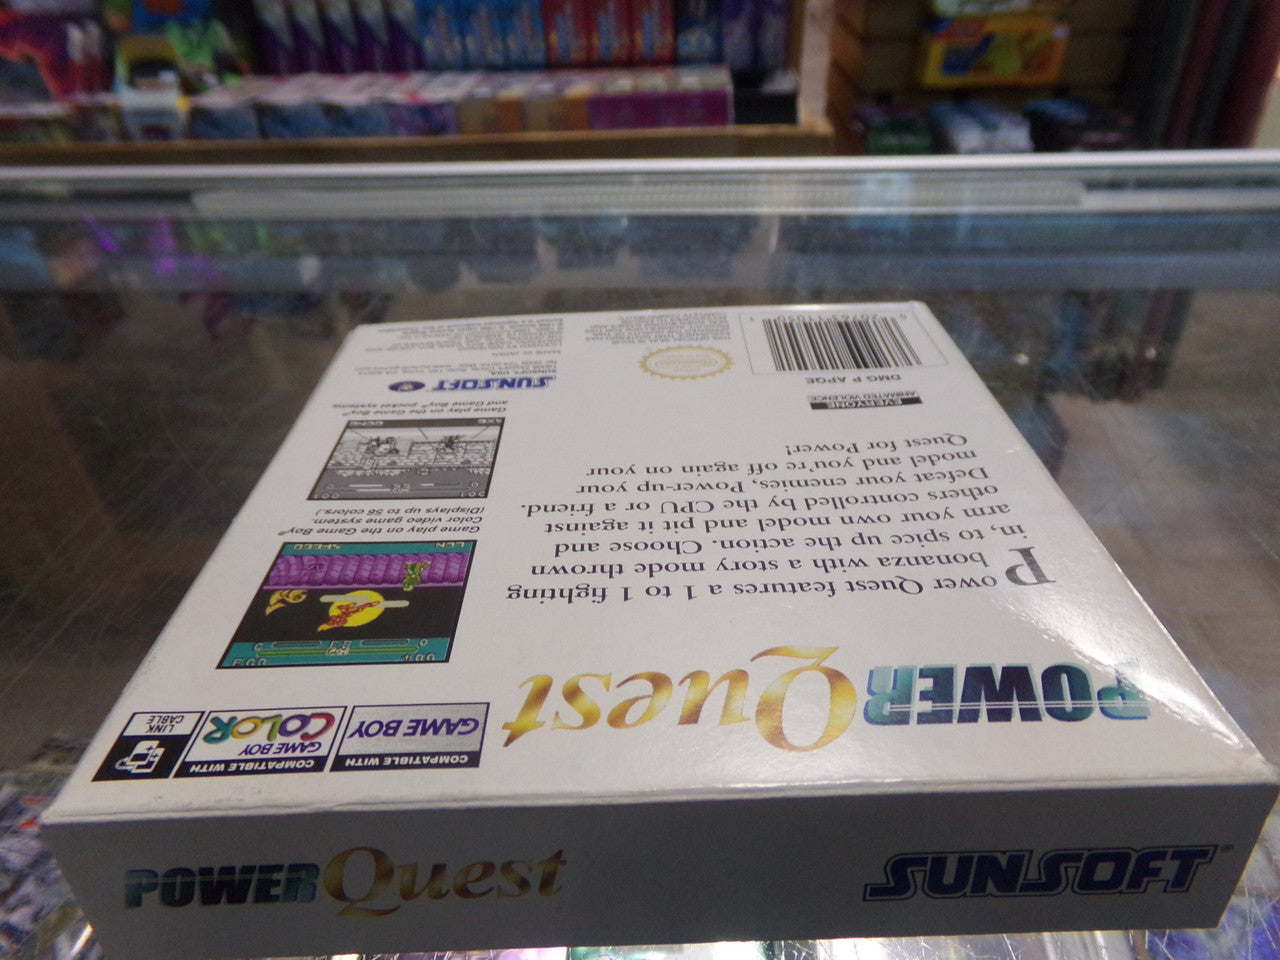 POWER Quest
Power Quest features a 1 to 1 fighting
bonanza with a story mode thrown
in, to spice up the action. Choose and
arm your own model and pit it against
others controlled by the CPU or a friend.
Defeat your enemies, Power-up your
model and you're off again on your
Quest for Power!
COMPATIBLE WITH
GAME BOY
COMPATIBLE WITH
GAME BOY
COLOR
LINK
CABLE
Game play on the Game Boy®
Color video game system.
(Displays up to 56 colors.)
Game play on the Game Boy®
and Game Boy® pocket systems.
SUNSOFT
SUNSOFT USA
MADE IN JAPAN
EVERYONE
ANIMATED VIOLENCE
DMG P APGE
POWER Quest
SUNSOFT®